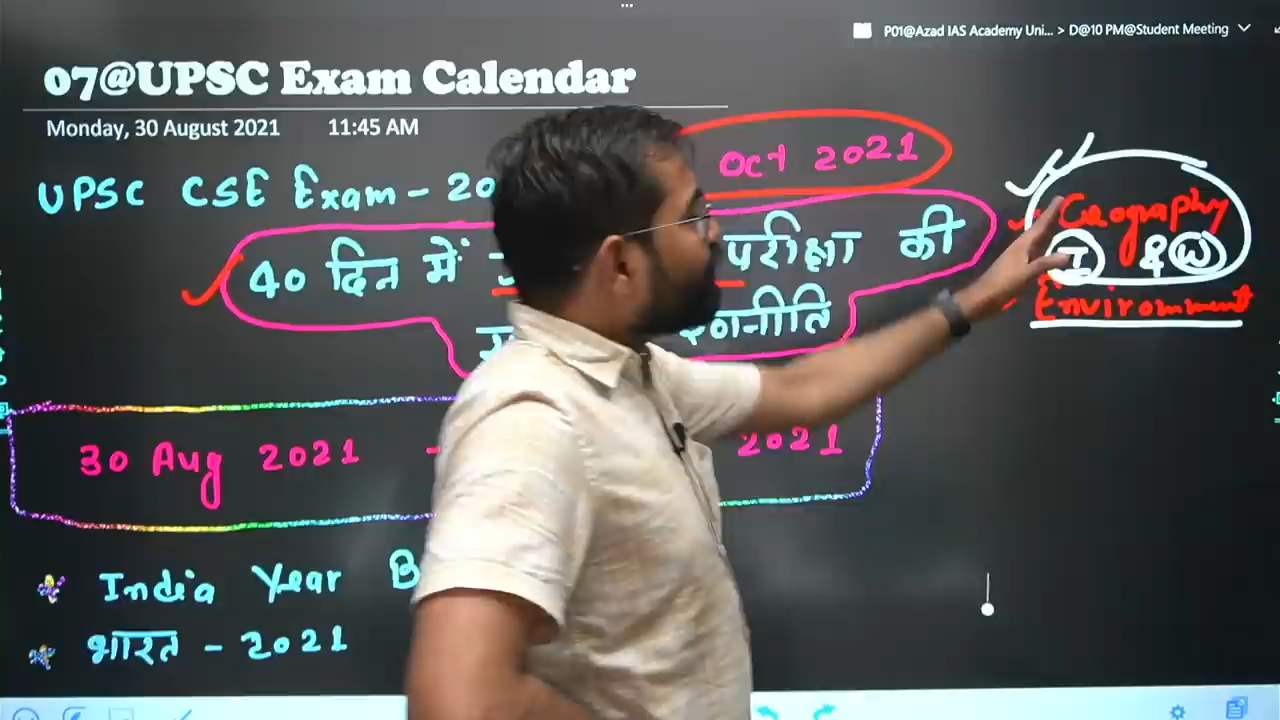 P01@Azad IAS Academy Uni... > D@10 PM@Student Meeting
07@UPSC Exam Calendar
Monday, 30 August 2021 11:45 AM
UPSC CSE Exam - 20 Oct 2021
40 दिन में परीक्षा की
Geography
I & W
Environment
30 Aug 2021 - 2021
India Year B
भारत - 2021